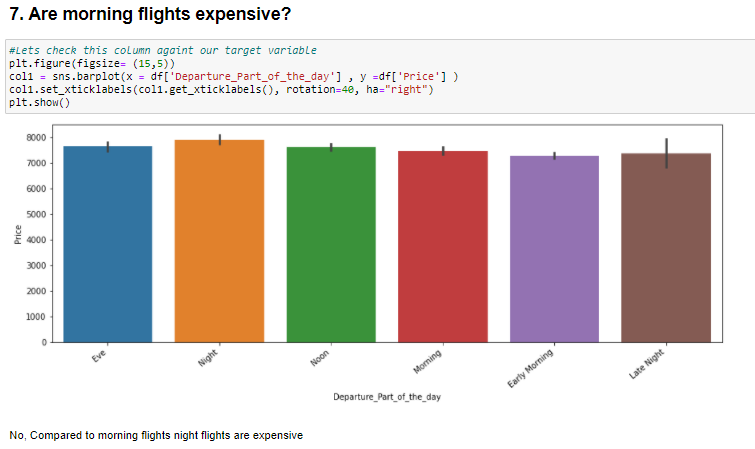 7. Are morning flights expensive?
#Lets check this column againt our target variable
plt.figure(figsize= (15,5))
col1 = sns.barplot(x = df['Departure_Part_of_the_day'] , y =df['Price'] )
col1.set_xticklabels(col1.get_xticklabels(), rotation=40, ha="right")
plt.show()
8000
7000
6000
5000
4000
3000
2000
1000
0
Price
Eve
Night
Noon
Morning
Early Morning
Late Night
Departure_Part_of_the_day
No, Compared to morning flights night flights are expensive